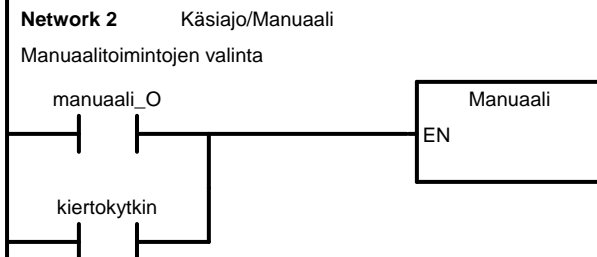 Network 2 Käsiajo/Manuaali
Manuaalitoimintojen valinta
manuaali_O
Manuaali
EN
kiertokytkin